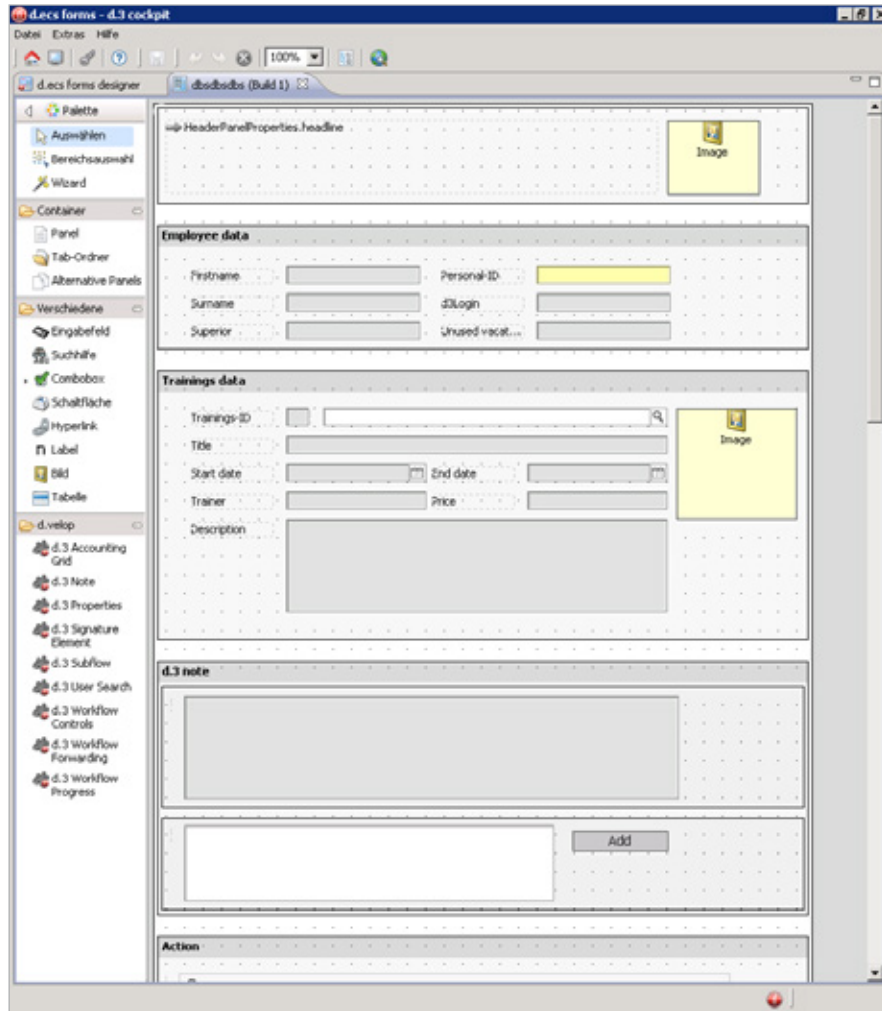 d.ecs forms - d.3 cockpit
Datei Extras Hilfe
100%
d.ecs forms designer
dbsdbsdbs (Build 1)
Palette
Auswählen
Bereichsauswahl
Wizard
Container
Panel
Tab-Ordner
Alternative Panels
Verschiedene
Eingabefeld
Suchhilfe
Combobox
Schaltfläche
Hyperlink
Label
Bild
Tabelle
d.velop
d.3 Accounting
Grid
d.3 Note
d.3 Properties
d.3 Signature
Element
d.3 Subflow
d.3 User Search
d.3 Workflow
Controls
d.3 Workflow
Forwarding
d.3 Workflow
Progress
HeaderPanelProperties.headline
Image
Employee data
Firstname Personal-ID
Surname d3Login
Superior Unused vacat...
Trainings data
Trainings-ID
Image
Title
Start date End date
Trainer Price
Description
d.3 note
Add
Action